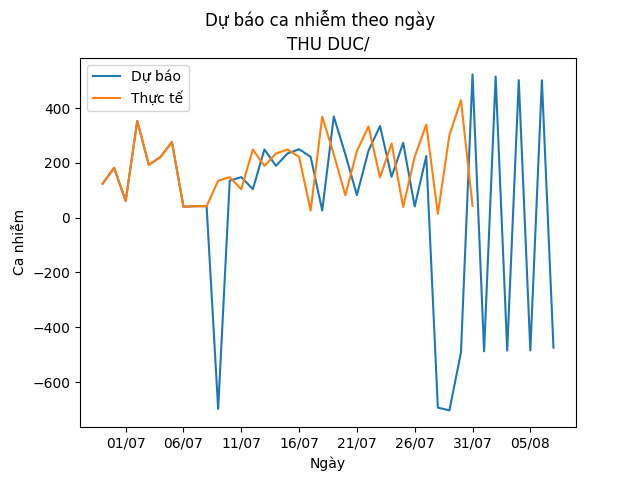 Dự báo ca nhiễm theo ngày
THU DUC/
Dự báo
Thực tế
Ca nhiễm
400
200
0
−200
−400
−600
01/07 06/07 11/07 16/07 21/07 26/07 31/07 05/08
Ngày